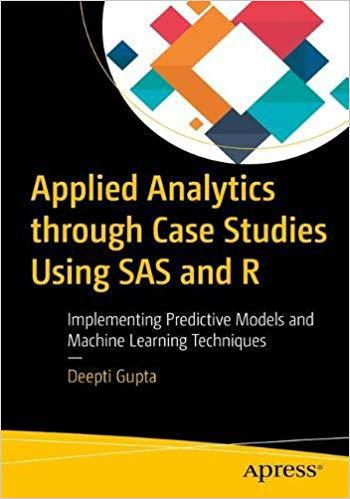 Applied Analytics
through Case Studies
Using SAS and R
Implementing Predictive Models and
Machine Learning Techniques
—
Deepti Gupta
Apress®